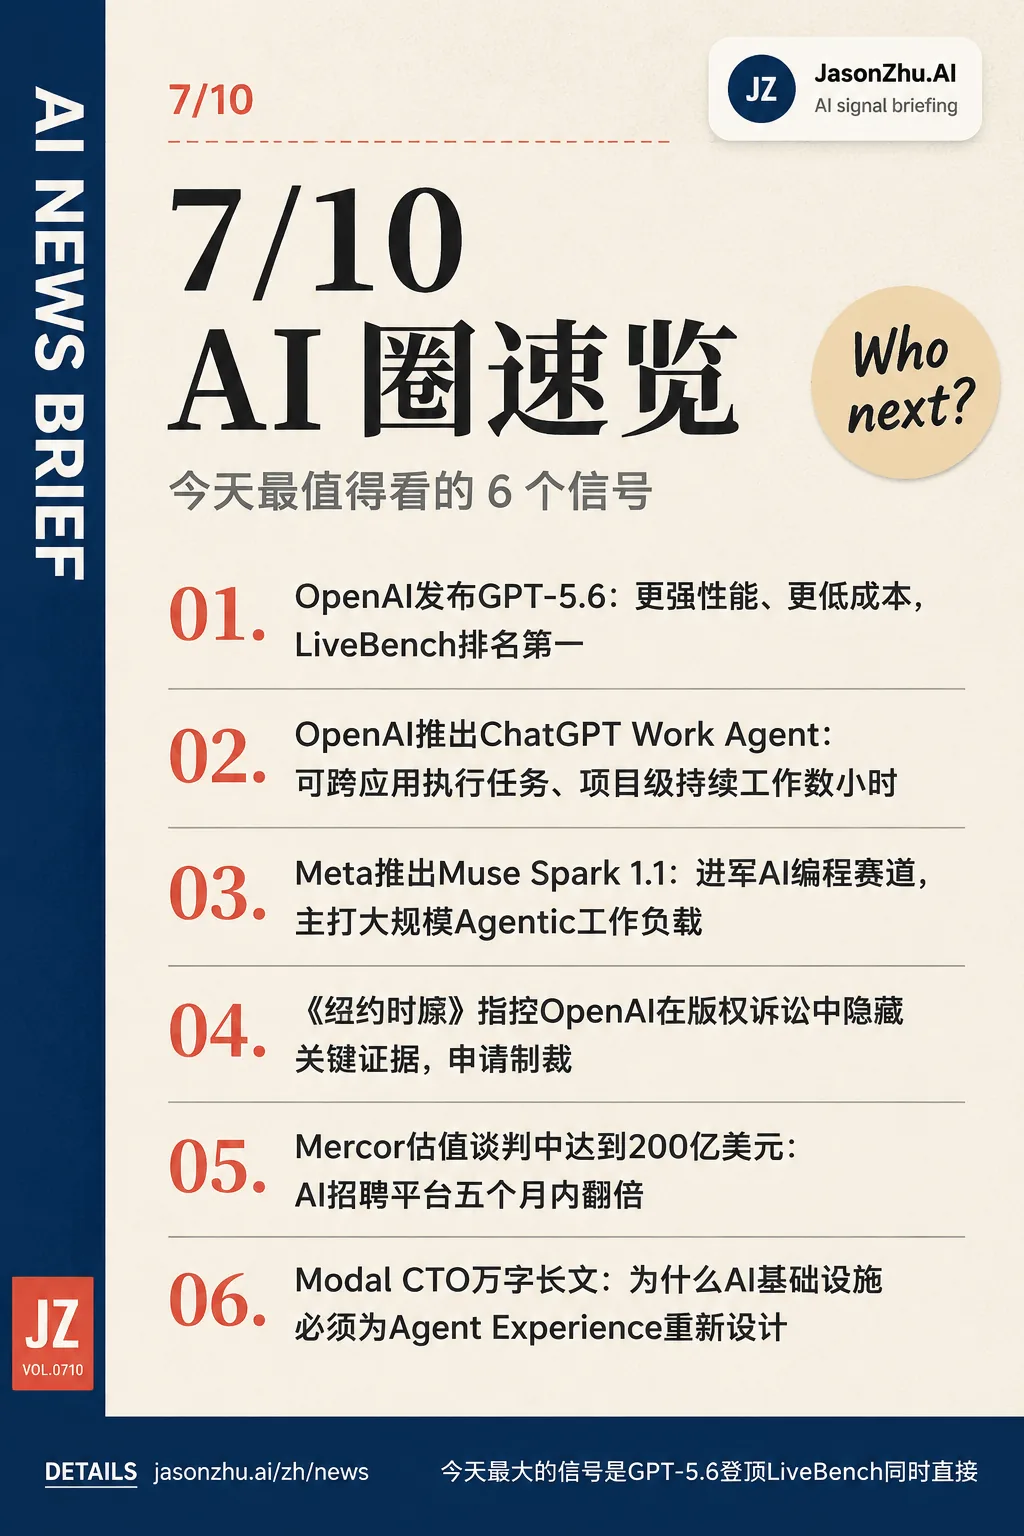 AI NEWS BRIEF
7/10
JZ
JasonZhu.AI
AI signal briefing
7/10
AI 圈速览
Who
next?
今天最值得看的 6 个信号
01.
OpenAI发布GPT-5.6：更强性能、更低成本，
LiveBench排名第一
02.
OpenAI推出ChatGPT Work Agent：
可跨应用执行任务、项目级持续工作数小时
03.
Meta推出Muse Spark 1.1：进军AI编程赛道，
主打大规模Agentic工作负载
04.
《纽约时》指控OpenAI在版权诉讼中隐藏
关键证据，申请制裁
05.
Mercor估值谈判中达到200亿美元：
AI招聘平台五个月内翻倍
06.
Modal CTO万字长文：为什么AI基础设施
必须为Agent Experience重新设计
JZ
VOL.0710
DETAILS jasonzhu.ai/zh/news
今天最大的信号是GPT-5.6登顶LiveBench同时直接